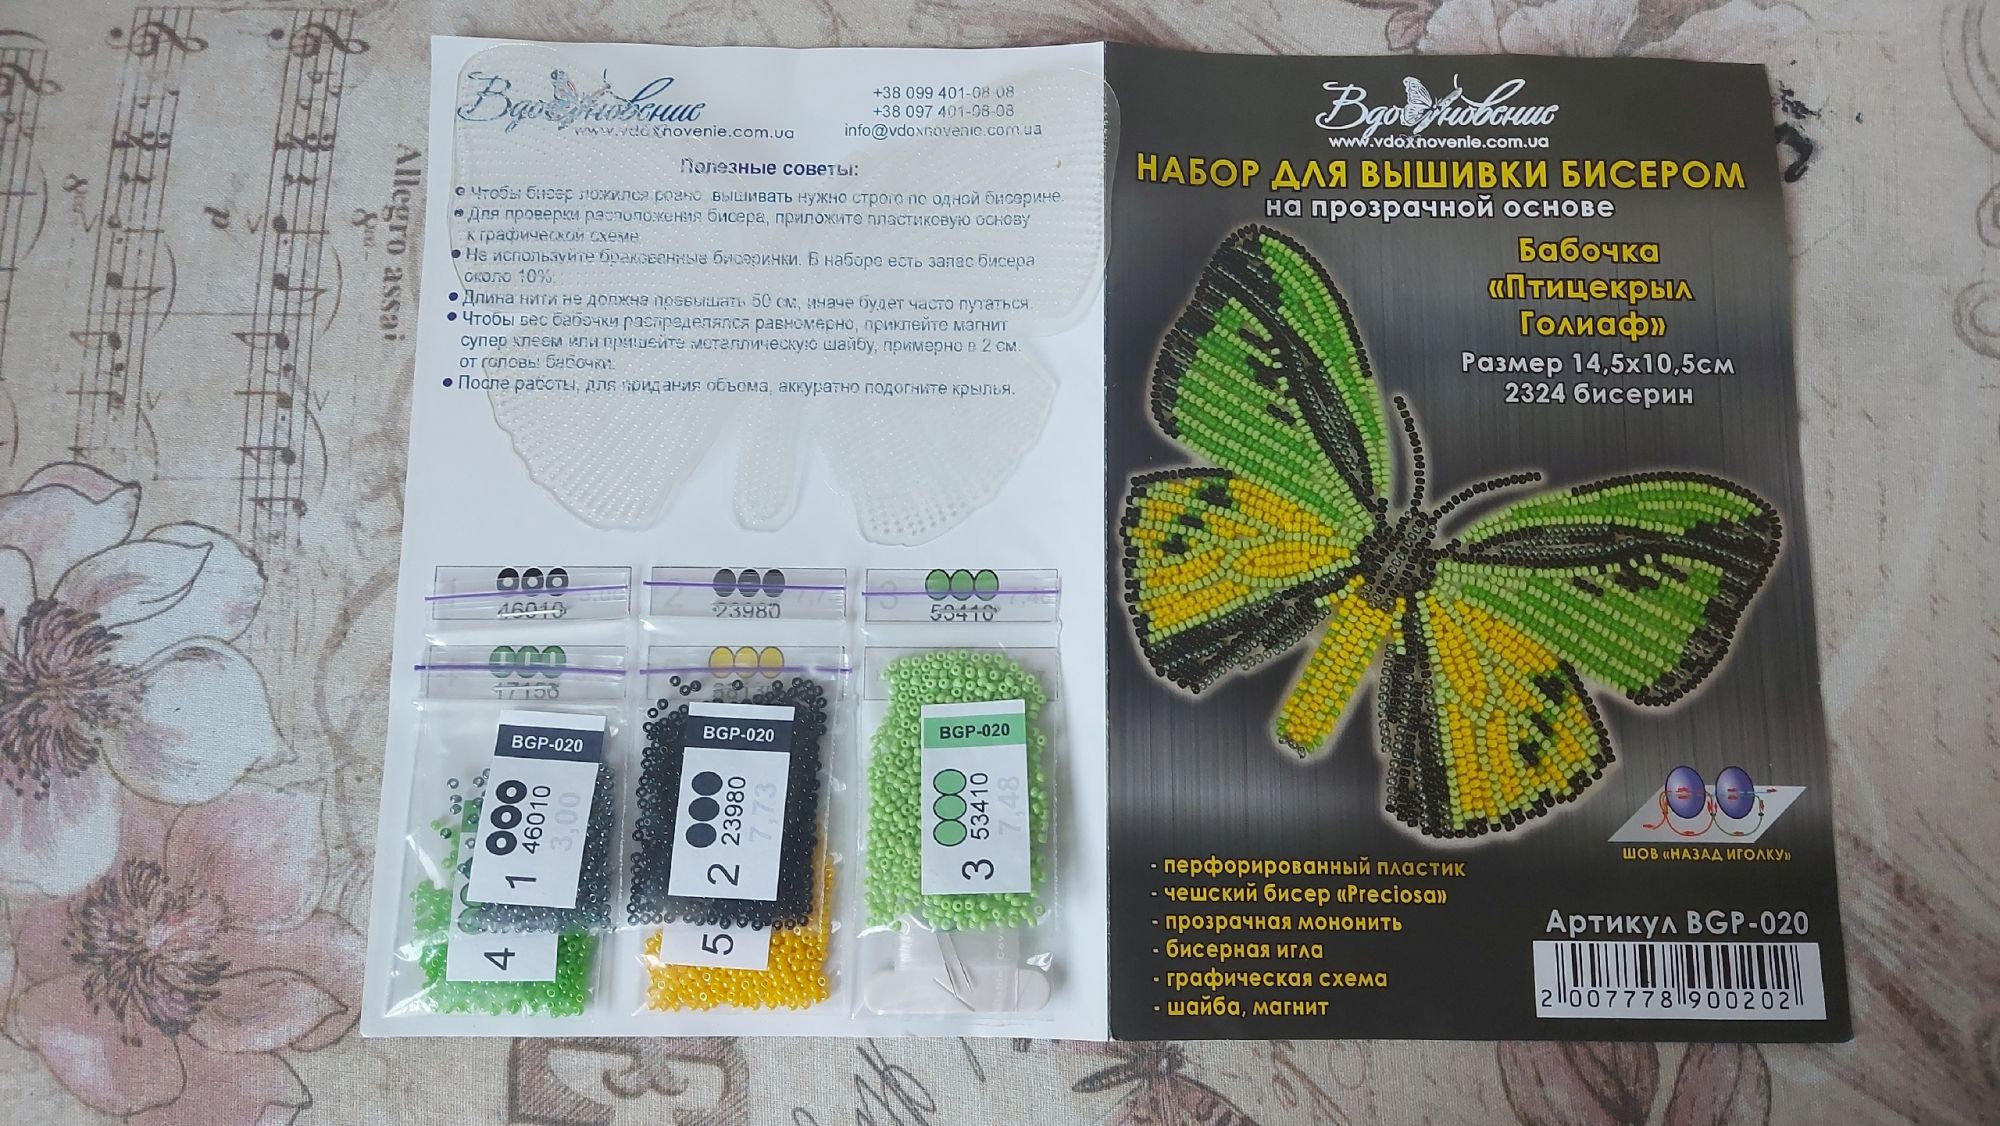 Вдохновение
www.vdoxnovenie.com.ua
+38 099 401-08-08
+38 097 401-08-08
info@vdoxnovenie.com.ua
Полезные советы:
• Чтобы бисер ложился ровно, вышивать нужно строго по одной бисерине.
• Для проверки расположения бисера, приложите пластиковую основу
к графической схеме.
• Не используйте бракованные бисеринки. В наборе есть запас бисера
около 10%.
• Длина нити не должна превышать 50 см, иначе будет часто путаться.
• Чтобы вес бабочки распределялся равномерно, приклейте магнит
супер клеем или пришейте металлическую шайбу, примерно в 2 см.
от головы бабочки.
• После работы, для придания объема, аккуратно подогните крылья.
46010
2 23980
3 53410 7,48
17156
BGP-020
1 46010 3,00
BGP-020
2 23980 7,73
BGP-020
3 53410 7,48
4
5
Вдохновение
www.vdoxnovenie.com.ua
НАБОР ДЛЯ ВЫШИВКИ БИСЕРОМ
на прозрачной основе
Бабочка
«Птицекрыл
Голиаф»
Размер 14,5х10,5см
2324 бисерин
ШОВ «НАЗАД ИГОЛКУ»
- перфорированный пластик
- чешский бисер «Preciosa»
- прозрачная мононить
- бисерная игла
- графическая схема
- шайба, магнит
Артикул BGP-020
2 007778 900202
Allegro assai
p